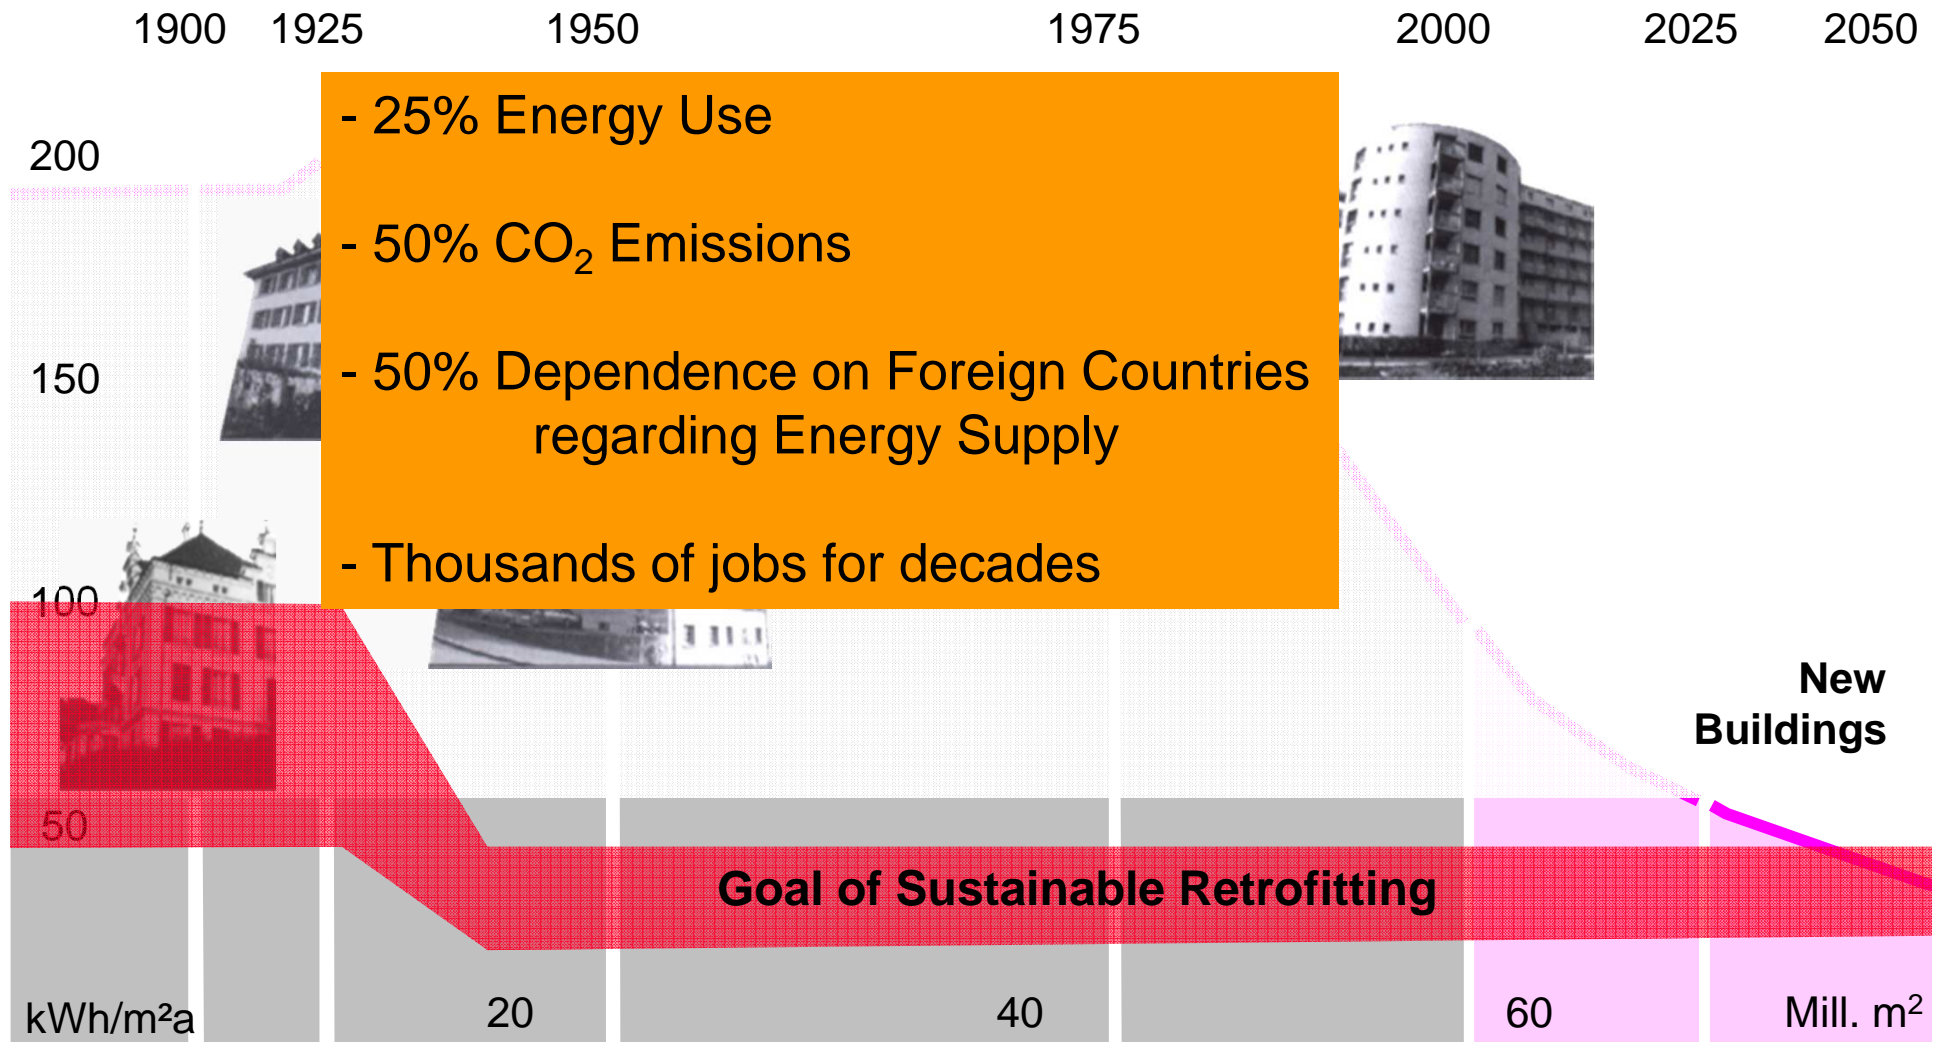 1900 1925 1950 1975 2000 2025 2050
- 25% Energy Use
200
- 50% CO₂ Emissions
150
- 50% Dependence on Foreign Countries
regarding Energy Supply
- Thousands of jobs for decades
100
New
Buildings
50
Goal of Sustainable Retrofitting
kWh/m²a 20 40 60 Mill. m²